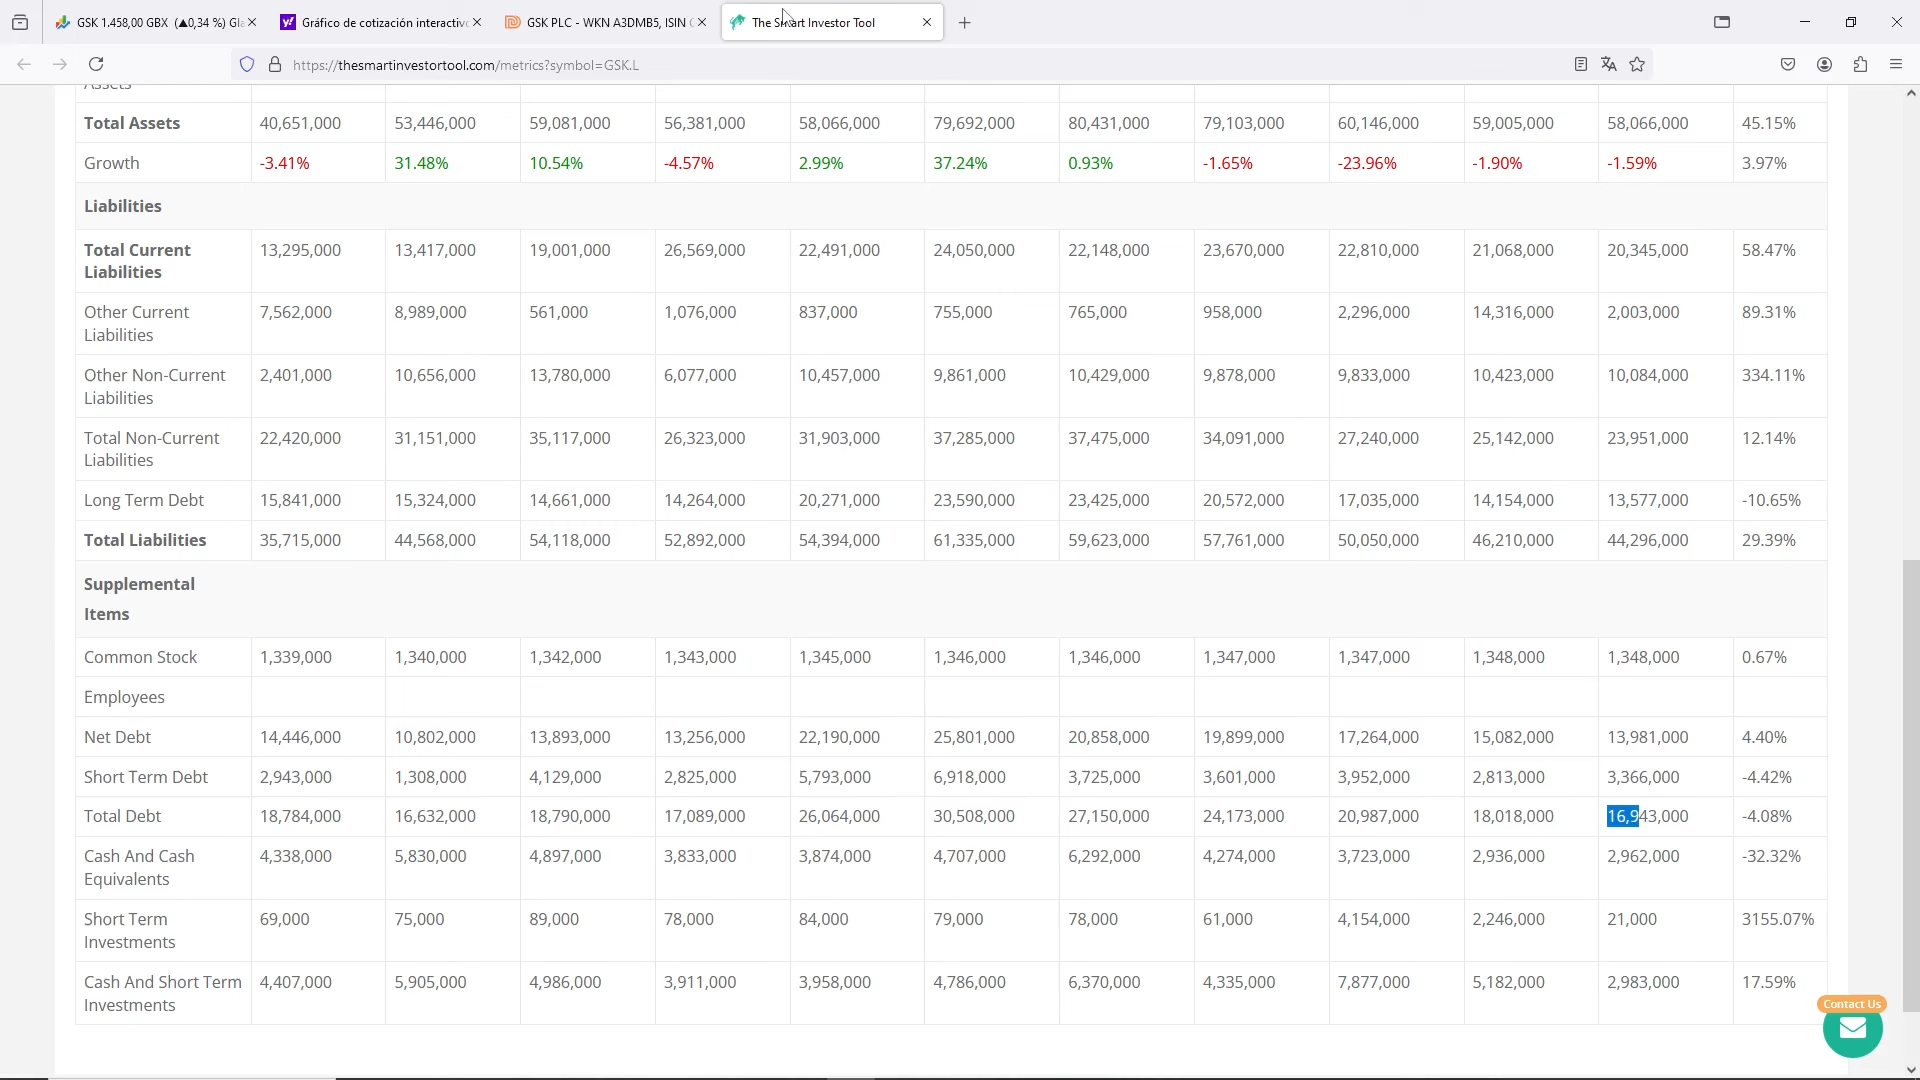 GSK 1.458,00 GBX (▲0,34 %) Gla
Gráfico de cotización interactivo
GSK PLC - WKN A3DMB5, ISIN
The Smart Investor Tool
https://thesmartinvestortool.com/metrics?symbol=GSK.L
Assets
Total Assets 40,651,000 53,446,000 59,081,000 56,381,000 58,066,000 79,692,000 80,431,000 79,103,000 60,146,000 59,005,000 58,066,000 45.15%
Growth -3.41% 31.48% 10.54% -4.57% 2.99% 37.24% 0.93% -1.65% -23.96% -1.90% -1.59% 3.97%
Liabilities
Total Current 13,295,000 13,417,000 19,001,000 26,569,000 22,491,000 24,050,000 22,148,000 23,670,000 22,810,000 21,068,000 20,345,000 58.47%
Liabilities
Other Current 7,562,000 8,989,000 561,000 1,076,000 837,000 755,000 765,000 958,000 2,296,000 14,316,000 2,003,000 89.31%
Liabilities
Other Non-Current 2,401,000 10,656,000 13,780,000 6,077,000 10,457,000 9,861,000 10,429,000 9,878,000 9,833,000 10,423,000 10,084,000 334.11%
Liabilities
Total Non-Current 22,420,000 31,151,000 35,117,000 26,323,000 31,903,000 37,285,000 37,475,000 34,091,000 27,240,000 25,142,000 23,951,000 12.14%
Liabilities
Long Term Debt 15,841,000 15,324,000 14,661,000 14,264,000 20,271,000 23,590,000 23,425,000 20,572,000 17,035,000 14,154,000 13,577,000 -10.65%
Total Liabilities 35,715,000 44,568,000 54,118,000 52,892,000 54,394,000 61,335,000 59,623,000 57,761,000 50,050,000 46,210,000 44,296,000 29.39%
Supplemental
Items
Common Stock 1,339,000 1,340,000 1,342,000 1,343,000 1,345,000 1,346,000 1,346,000 1,347,000 1,347,000 1,348,000 1,348,000 0.67%
Employees
Net Debt 14,446,000 10,802,000 13,893,000 13,256,000 22,190,000 25,801,000 20,858,000 19,899,000 17,264,000 15,082,000 13,981,000 4.40%
Short Term Debt 2,943,000 1,308,000 4,129,000 2,825,000 5,793,000 6,918,000 3,725,000 3,601,000 3,952,000 2,813,000 3,366,000 -4.42%
Total Debt 18,784,000 16,632,000 18,790,000 17,089,000 26,064,000 30,508,000 27,150,000 24,173,000 20,987,000 18,018,000 16,943,000 -4.08%
Cash And Cash 4,338,000 5,830,000 4,897,000 3,833,000 3,874,000 4,707,000 6,292,000 4,274,000 3,723,000 2,936,000 2,962,000 -32.32%
Equivalents
Short Term 69,000 75,000 89,000 78,000 84,000 79,000 78,000 61,000 4,154,000 2,246,000 21,000 3155.07%
Investments
Cash And Short Term 4,407,000 5,905,000 4,986,000 3,911,000 3,958,000 4,786,000 6,370,000 4,335,000 7,877,000 5,182,000 2,983,000 17.59%
Investments
Contact Us